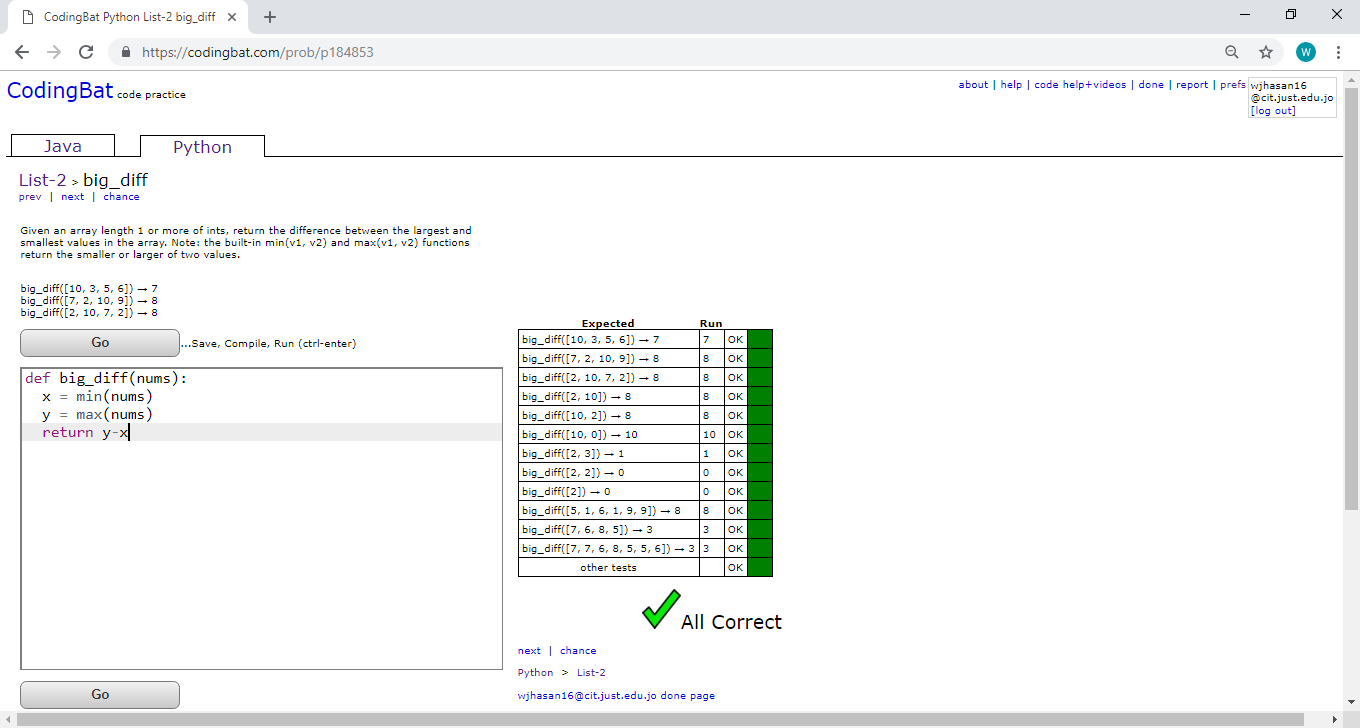 CodingBat Python List-2 big_diff
https://codingbat.com/prob/p184853
W
CodingBat code practice
about | help | code help+videos | done | report | prefs
wjhasan16
@cit.just.edu.jo
[log out]
Java
Python
List-2 > big_diff
prev | next | chance
Given an array length 1 or more of ints, return the difference between the largest and
smallest values in the array. Note: the built-in min(v1, v2) and max(v1, v2) functions
return the smaller or larger of two values.
big_diff([10, 3, 5, 6]) → 7
big_diff([7, 2, 10, 9]) → 8
big_diff([2, 10, 7, 2]) → 8
Go
...Save, Compile, Run (ctrl-enter)
def big_diff(nums):
  x = min(nums)
  y = max(nums)
  return y-x
Go
Expected Run
big_diff([10, 3, 5, 6]) → 7 7 OK
big_diff([7, 2, 10, 9]) → 8 8 OK
big_diff([2, 10, 7, 2]) → 8 8 OK
big_diff([2, 10]) → 8 8 OK
big_diff([10, 2]) → 8 8 OK
big_diff([10, 0]) → 10 10 OK
big_diff([2, 3]) → 1 1 OK
big_diff([2, 2]) → 0 0 OK
big_diff([2]) → 0 0 OK
big_diff([5, 1, 6, 1, 9, 9]) → 8 8 OK
big_diff([7, 6, 8, 5]) → 3 3 OK
big_diff([7, 7, 6, 8, 5, 5, 6]) → 3 3 OK
other tests OK
All Correct
next | chance
Python > List-2
wjhasan16@cit.just.edu.jo done page